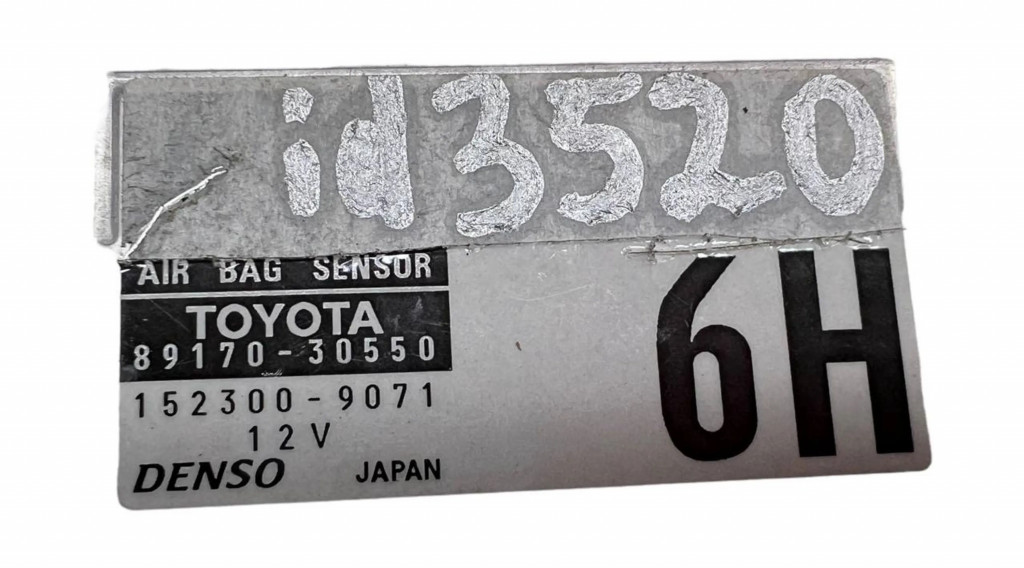 id3520
AIR BAG SENSOR
TOYOTA
89170-30550
152300-9071
12V
DENSO JAPAN
6H